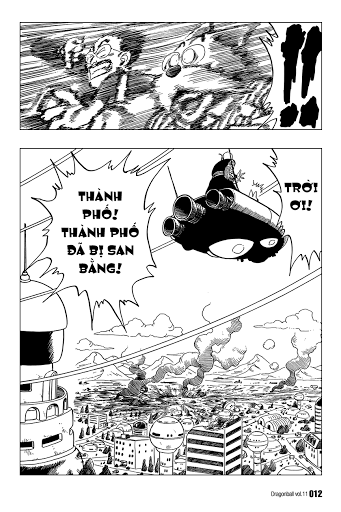 !!
TRỜI
ƠI!
THÀNH
PHỐ!
THÀNH PHỐ
ĐÃ BỊ SAN
BẰNG!
Dragonball vol.11 012